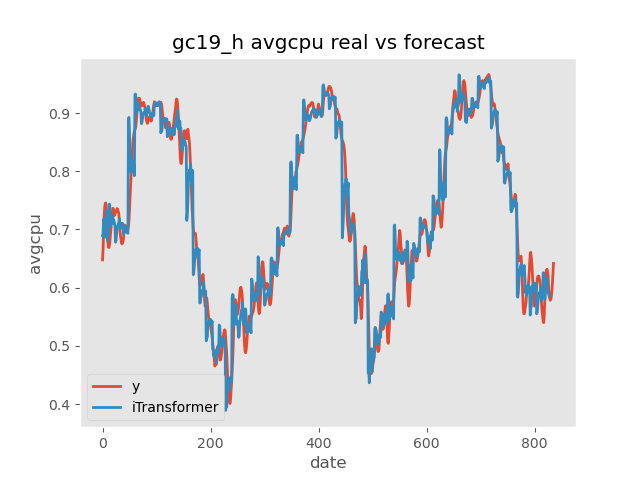 gc19_h avgcpu real vs forecast
avgcpu
0.9
0.8
0.7
0.6
0.5
0.4
y
iTransformer
0 200 400 600 800
date